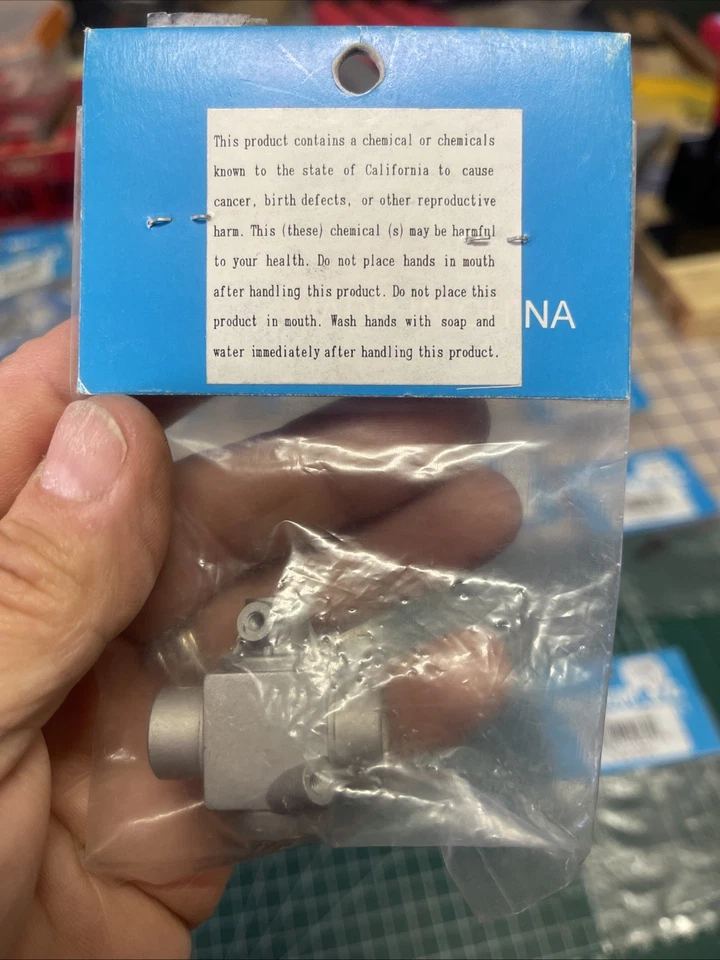 This product contains a chemical or chemicals
known to the state of California to cause
cancer, birth defects, or other reproductive
harm. This (these) chemical (s) may be harmful
to your health. Do not place hands in mouth
after handling this product. Do not place this
product in mouth. Wash hands with soap and
water immediately after handling this product.
NA